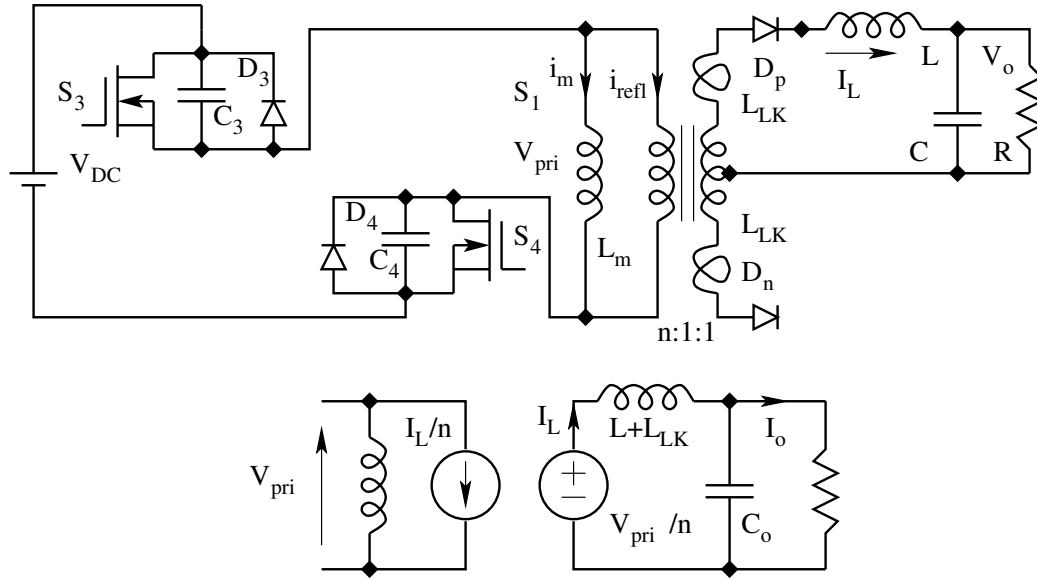 S3
D3
C3
VDC
D4
C4
S4
im
S1
irefl
Vpri
Lm
n:1:1
Dp
LLK
IL
L
Vo
C
R
LLK
Dn
Vpri
IL/n
IL
L+LLK
Io
Vpri /n
Co